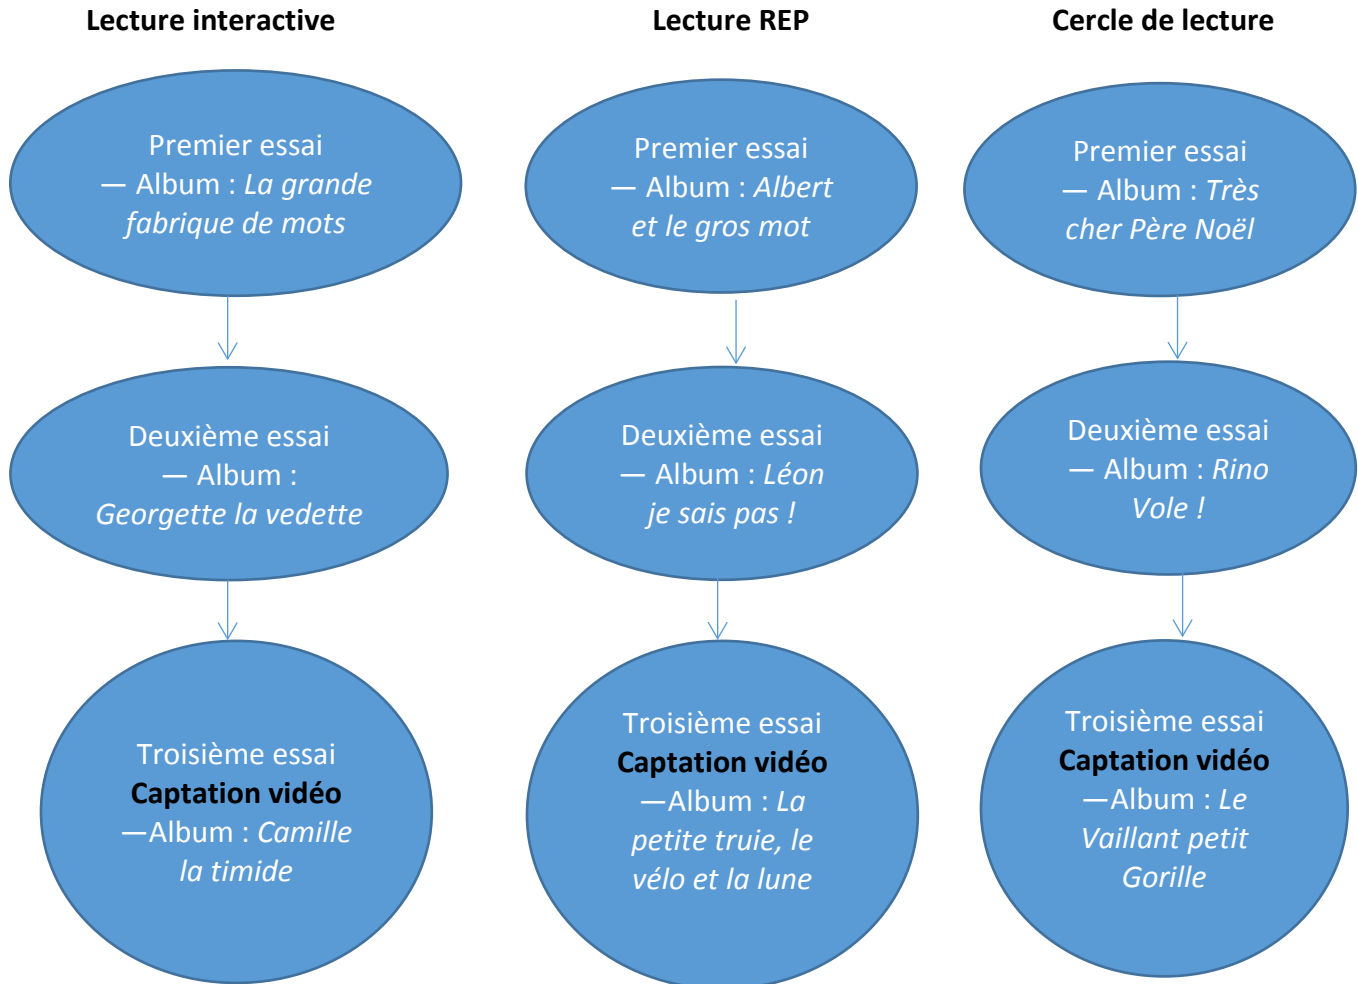 Lecture interactive
Premier essai
— Album : La grande
fabrique de mots
Deuxième essai
— Album :
Georgette la vedette
Troisième essai
Captation vidéo
—Album : Camille
la timide
Lecture REP
Premier essai
— Album : Albert
et le gros mot
Deuxième essai
— Album : Léon
je sais pas !
Troisième essai
Captation vidéo
—Album : La
petite truie, le
vélo et la lune
Cercle de lecture
Premier essai
— Album : Très
cher Père Noël
Deuxième essai
— Album : Rino
Vole !
Troisième essai
Captation vidéo
—Album : Le
Vaillant petit
Gorille